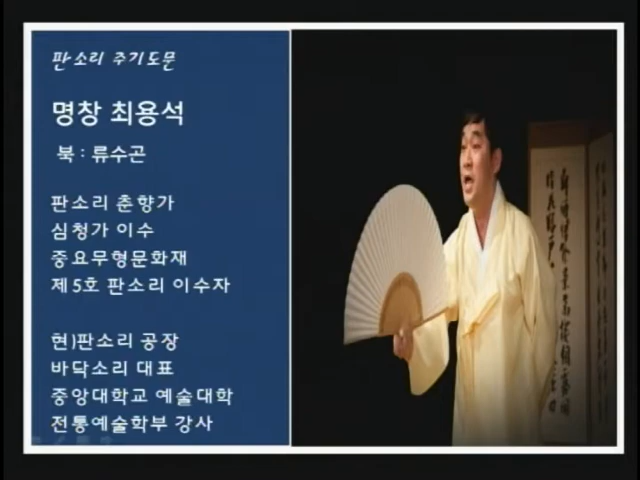 판소리 주기도문
명창 최용석
북 : 류수곤
판소리 춘향가
심청가 이수
중요무형문화재
제5호 판소리 이수자
현)판소리 공장
바닥소리 대표
중앙대학교 예술대학
전통예술학부 강사